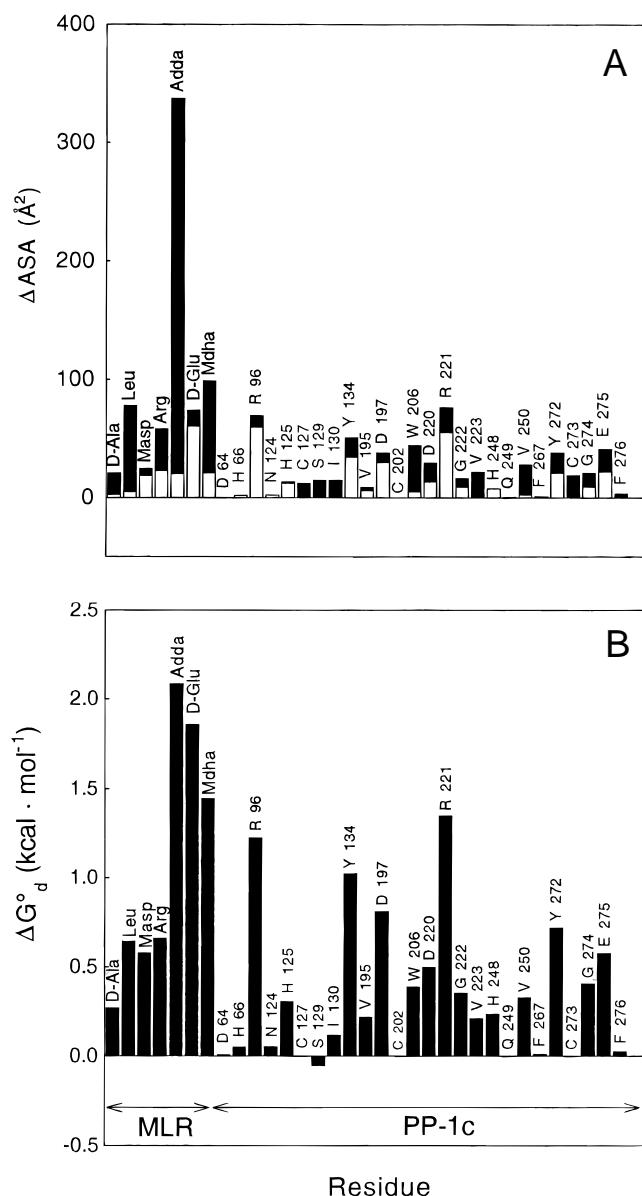 A
400
300
200
100
0
ΔASA (Å²)
D-Ala
Leu
Masp
Arg
Adda
D-Glu
Mdha
D 64
H 66
R 96
N 124
H 125
C 127
S 129
I 130
Y 134
V 195
D 197
C 202
W 206
D 220
R 221
G 222
V 223
H 248
Q 249
V 250
F 267
Y 272
C 273
G 274
E 275
F 276
B
2.5
2.0
1.5
1.0
0.5
0.0
-0.5
ΔG°d (kcal · mol⁻¹)
D-Ala
Leu
Masp
Arg
Adda
D-Glu
Mdha
D 64
H 66
R 96
N 124
H 125
C 127
S 129
I 130
Y 134
V 195
D 197
C 202
W 206
D 220
R 221
G 222
V 223
H 248
Q 249
V 250
F 267
Y 272
C 273
G 274
E 275
F 276
MLR
PP-1c
Residue